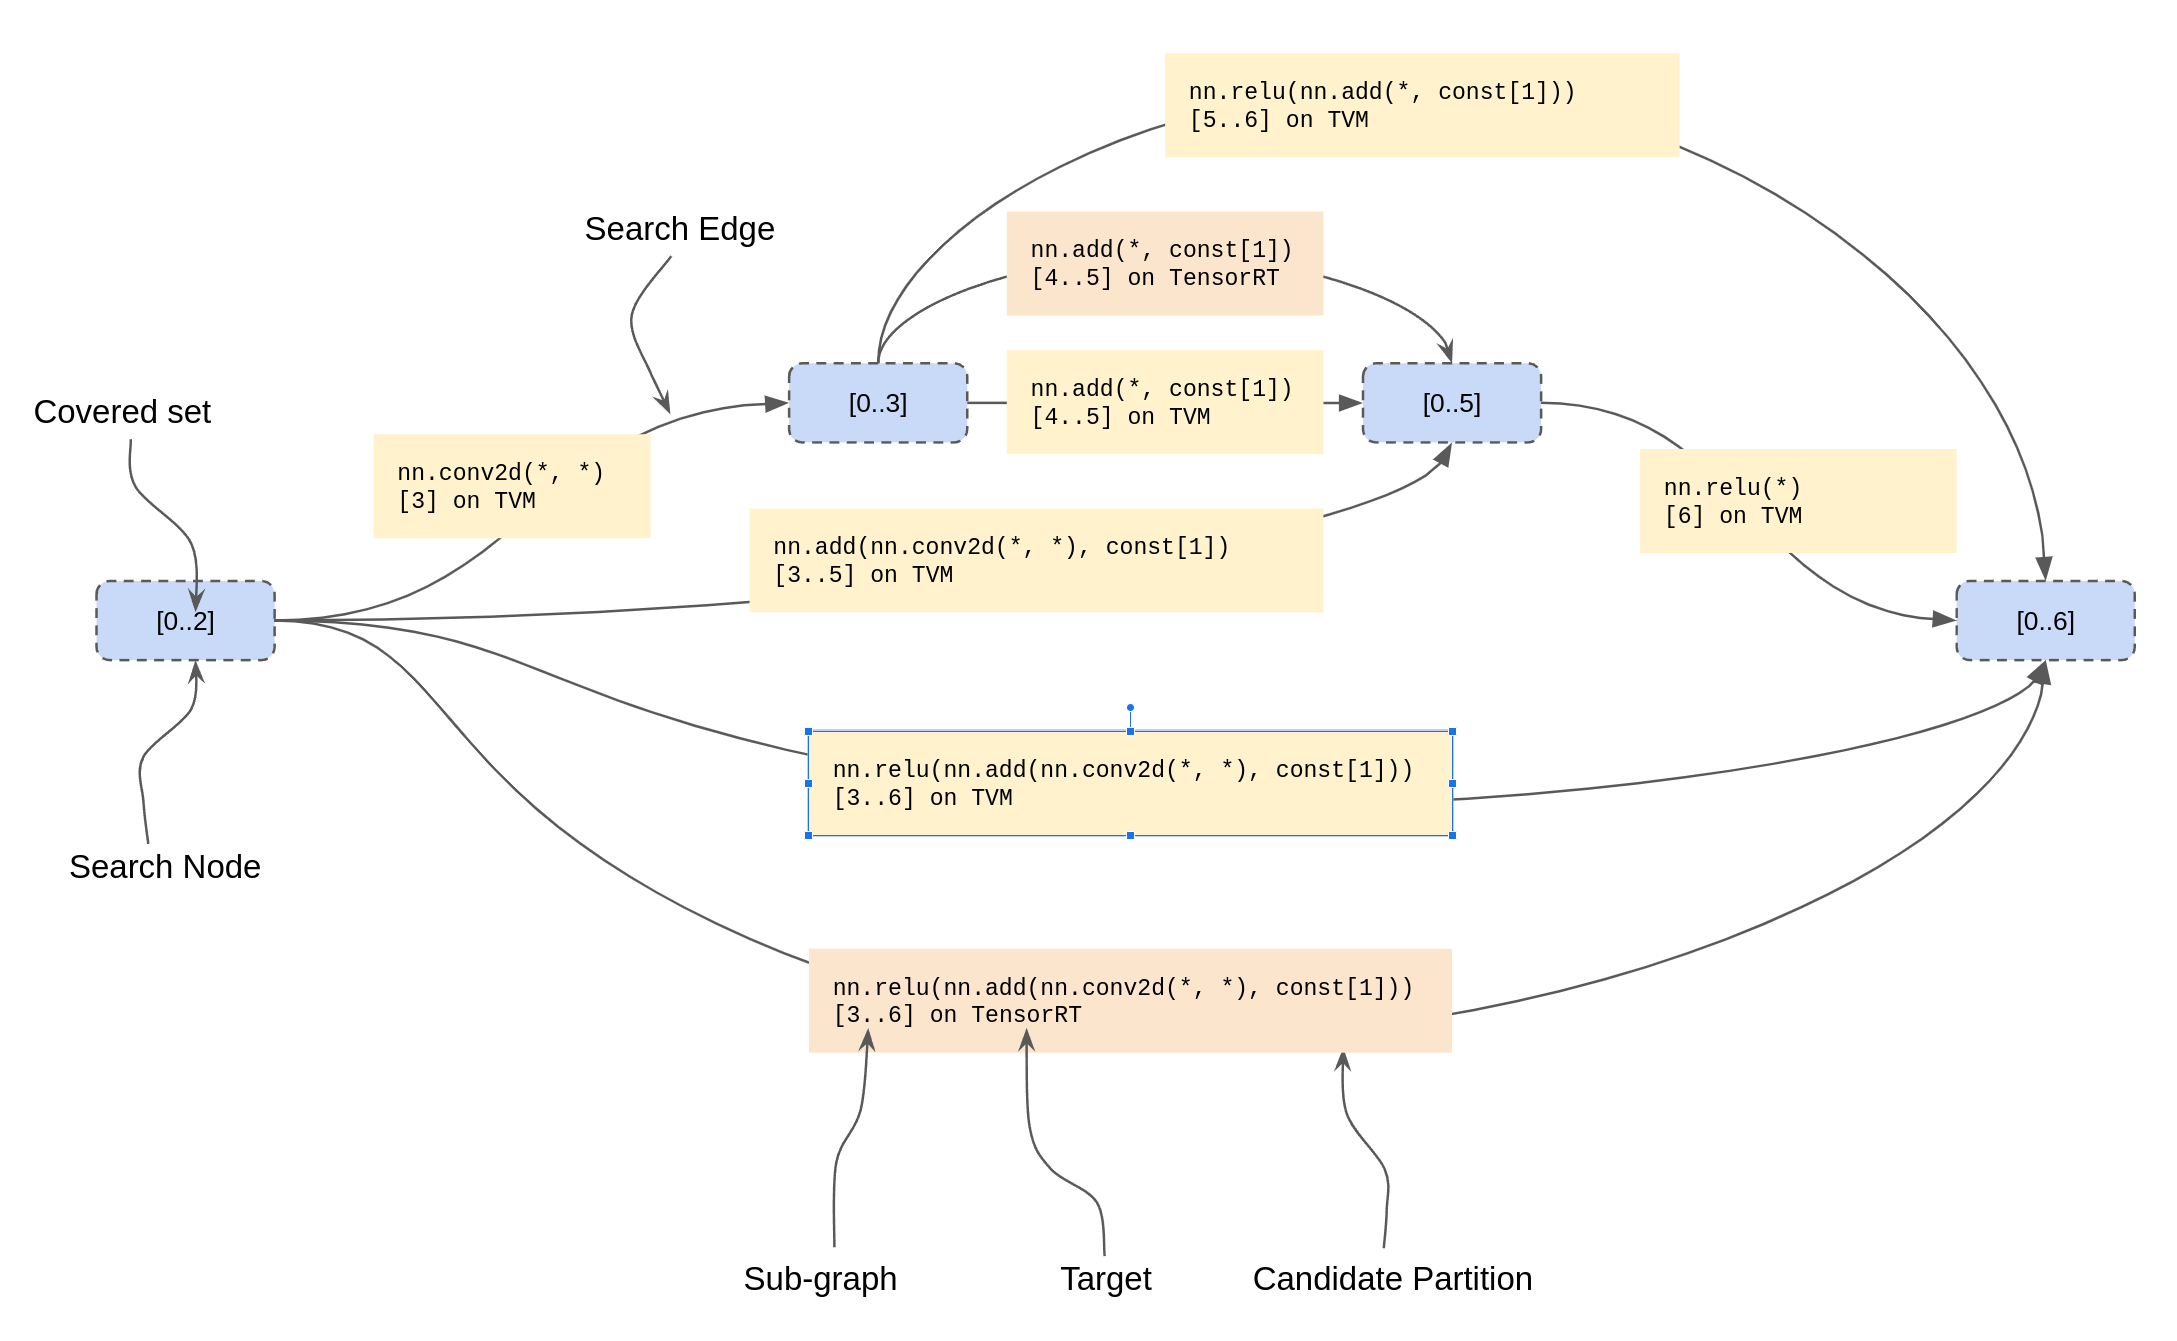 nn.relu(nn.add(*, const[1]))
[5..6] on TVM
Search Edge
nn.add(*, const[1])
[4..5] on TensorRT
[0..3]
nn.add(*, const[1])
[4..5] on TVM
[0..5]
Covered set
nn.conv2d(*, *)
[3] on TVM
nn.relu(*)
[6] on TVM
nn.add(nn.conv2d(*, *), const[1])
[3..5] on TVM
[0..2]
[0..6]
nn.relu(nn.add(nn.conv2d(*, *), const[1]))
[3..6] on TVM
Search Node
nn.relu(nn.add(nn.conv2d(*, *), const[1]))
[3..6] on TensorRT
Sub-graph
Target
Candidate Partition